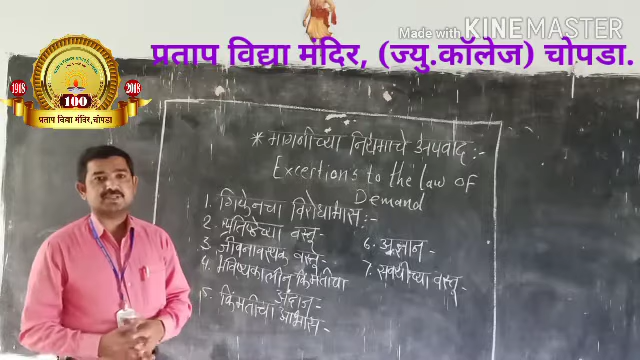 Made with KINEMASTER
प्रताप विद्या मंदिर, (ज्यु.कॉलेज) चोपडा.
1918
2018
100
प्रताप विद्या मंदिर,चोपडा
* मागणीच्या नियमाचे अपवाद :-
Excertions to the law of
Demand
1. गिफेनचा विरोधाभास :-
2. प्रतिष्ठेच्या वस्तू -
3. जीवनावश्यक वस्तू -
4. भविष्यकालीन किंमतीचा
अंदाज -
5. किंमतीचा आभास -
6. अज्ञान -
7. सवयीच्या वस्तू -